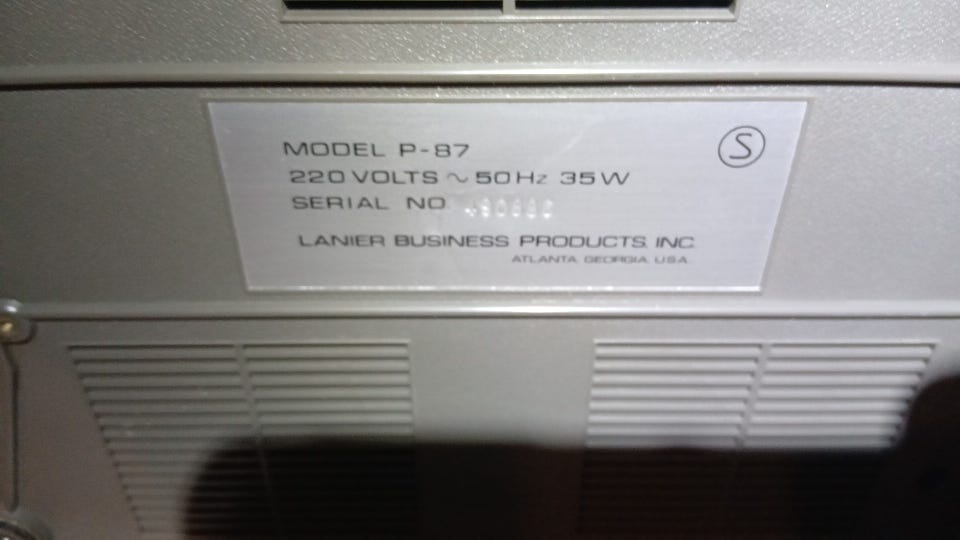 MODEL P-87
S
220 VOLTS ~ 50 Hz 35 W
SERIAL NO
LANIER BUSINESS PRODUCTS, INC.
ATLANTA, GEORGIA, U.S.A.